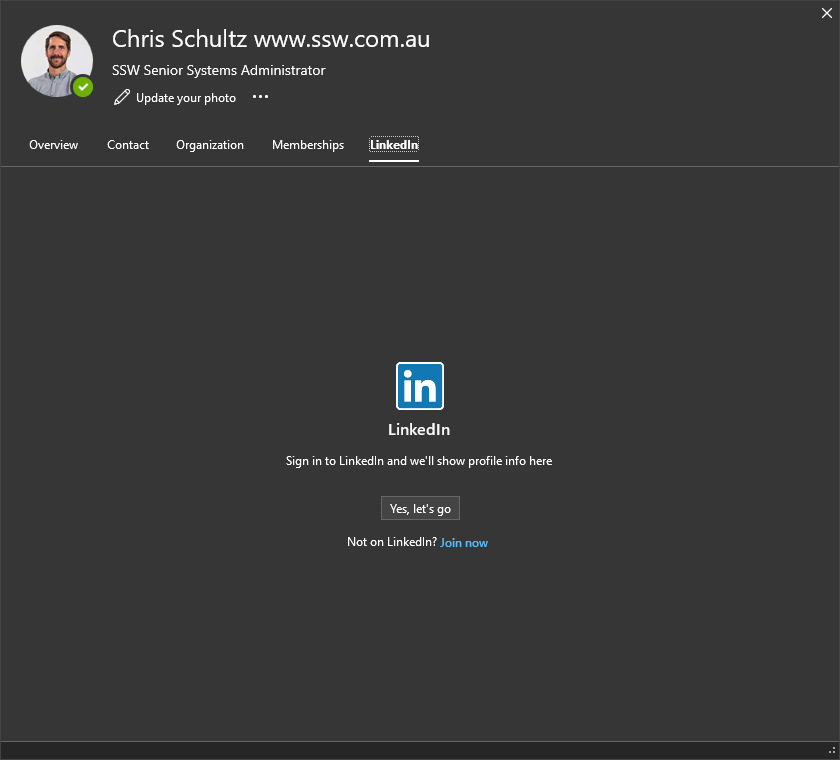 Chris Schultz www.ssw.com.au
SSW Senior Systems Administrator
Update your photo ···
Overview Contact Organization Memberships LinkedIn
in
LinkedIn
Sign in to LinkedIn and we'll show profile info here
Yes, let's go
Not on LinkedIn? Join now